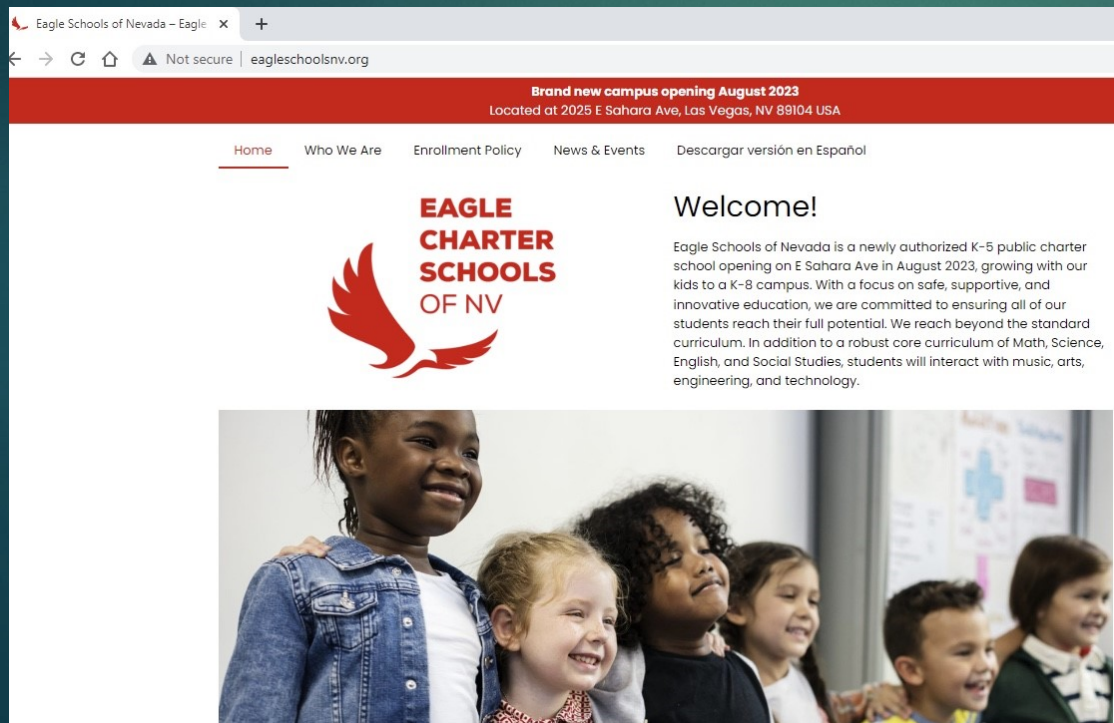 Eagle Schools of Nevada – Eagle
Not secure | eagleschoolsnv.org
Brand new campus opening August 2023
Located at 2025 E Sahara Ave, Las Vegas, NV 89104 USA
Home Who We Are Enrollment Policy News & Events Descargar versión en Español
EAGLE
CHARTER
SCHOOLS
OF NV
Welcome!
Eagle Schools of Nevada is a newly authorized K-5 public charter
school opening on E Sahara Ave in August 2023, growing with our
kids to a K-8 campus. With a focus on safe, supportive, and
innovative education, we are committed to ensuring all of our
students reach their full potential. We reach beyond the standard
curriculum. In addition to a robust core curriculum of Math, Science,
English, and Social Studies, students will interact with music, arts,
engineering, and technology.